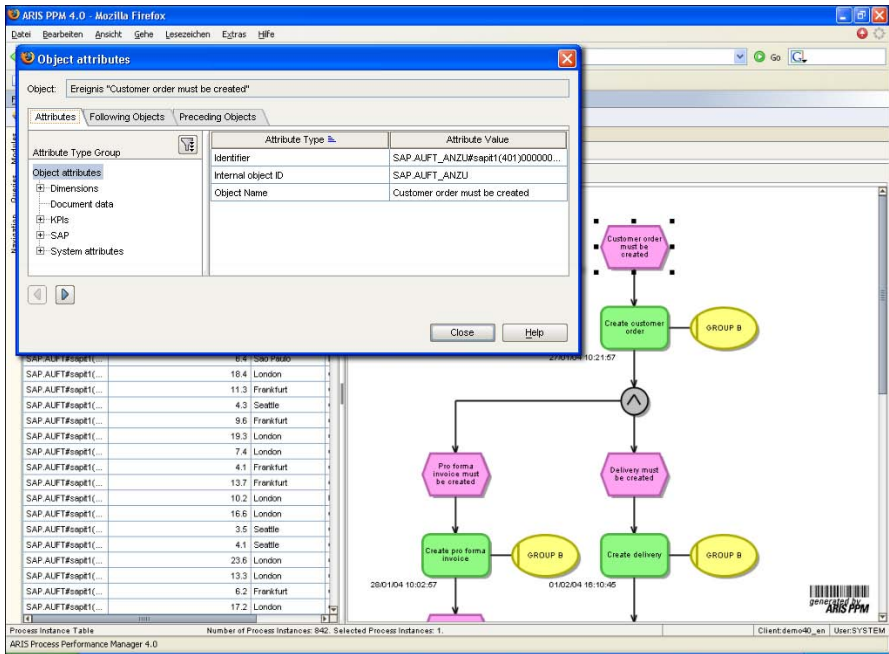 ARIS PPM 4.0 - Mozilla Firefox
Datei Bearbeiten Ansicht Gehe Lesezeichen Extras Hilfe
Go
Object attributes
Object: Ereignis "Customer order must be created"
Attributes Following Objects Preceding Objects
Attribute Type Group
Object attributes
Dimensions
Document data
KPIs
SAP
System attributes
Attribute Type Attribute Value
Identifier SAP.AUFT_ANZU#sapit1(401)000000...
Internal object ID SAP.AUFT_ANZU
Object Name Customer order must be created
Close Help
Modules
Queries
Navigation
SAP.AUFT#sapit1(... 6.4 Sao Paulo
SAP.AUFT#sapit1(... 18.4 London
SAP.AUFT#sapit1(... 11.3 Frankfurt
SAP.AUFT#sapit1(... 4.3 Seattle
SAP.AUFT#sapit1(... 9.6 Frankfurt
SAP.AUFT#sapit1(... 19.3 London
SAP.AUFT#sapit1(... 7.4 London
SAP.AUFT#sapit1(... 4.1 Frankfurt
SAP.AUFT#sapit1(... 13.7 Frankfurt
SAP.AUFT#sapit1(... 10.2 London
SAP.AUFT#sapit1(... 16.6 London
SAP.AUFT#sapit1(... 3.5 Seattle
SAP.AUFT#sapit1(... 4.1 Seattle
SAP.AUFT#sapit1(... 23.6 London
SAP.AUFT#sapit1(... 13.3 London
SAP.AUFT#sapit1(... 6.2 Frankfurt
SAP.AUFT#sapit1(... 17.2 London
Customer order
must be
created
Create customer
order
GROUP B
27/01/04 10:21:57
Pro forma
invoice must
be created
Delivery must
be created
Create pro forma
invoice
GROUP B
Create delivery
GROUP B
28/01/04 10:02:57
01/02/04 16:10:45
generated by
ARIS PPM
Process Instance Table Number of Process Instances: 842. Selected Process Instances: 1. Client:demo40_en User:SYSTEM
ARIS Process Performance Manager 4.0